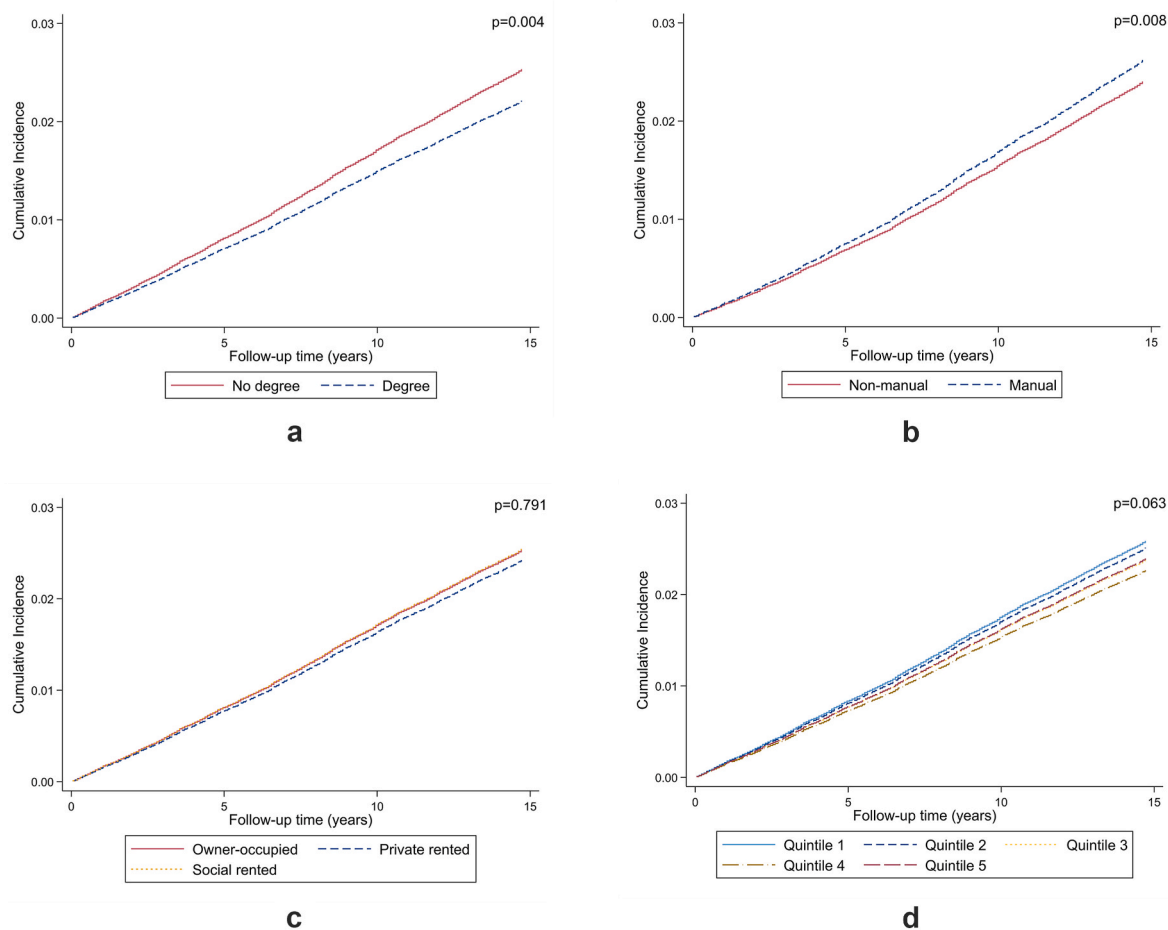 p=0.004
0.03
0.02
0.01
0.00
Cumulative Incidence
0 5 10 15
Follow-up time (years)
No degree Degree
a
p=0.008
0.03
0.02
0.01
0.00
Cumulative Incidence
0 5 10 15
Follow-up time (years)
Non-manual Manual
b
p=0.791
0.03
0.02
0.01
0.00
Cumulative Incidence
0 5 10 15
Follow-up time (years)
Owner-occupied Private rented
Social rented
c
p=0.063
0.03
0.02
0.01
0.00
Cumulative Incidence
0 5 10 15
Follow-up time (years)
Quintile 1 Quintile 2 Quintile 3
Quintile 4 Quintile 5
d